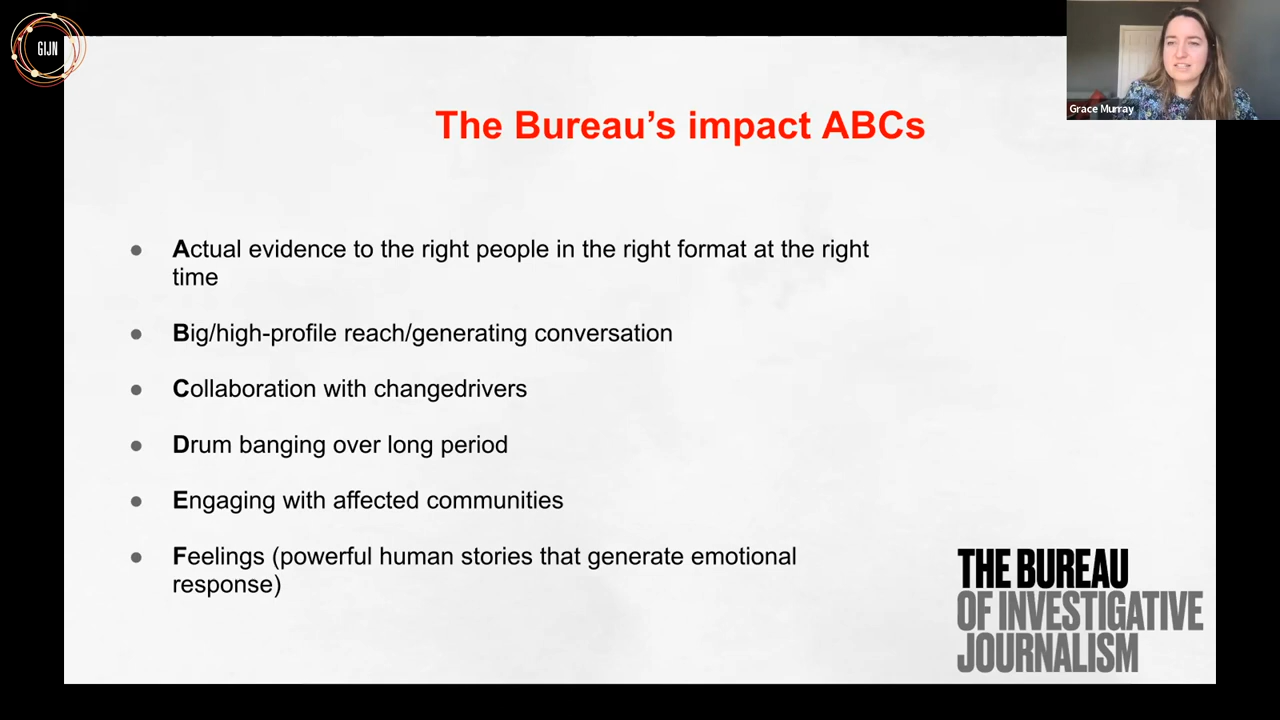 GIJN
Grace Murray
The Bureau’s impact ABCs
● Actual evidence to the right people in the right format at the right
time
● Big/high-profile reach/generating conversation
● Collaboration with changedrivers
● Drum banging over long period
● Engaging with affected communities
● Feelings (powerful human stories that generate emotional
response)
THE BUREAU
OF INVESTIGATIVE
JOURNALISM